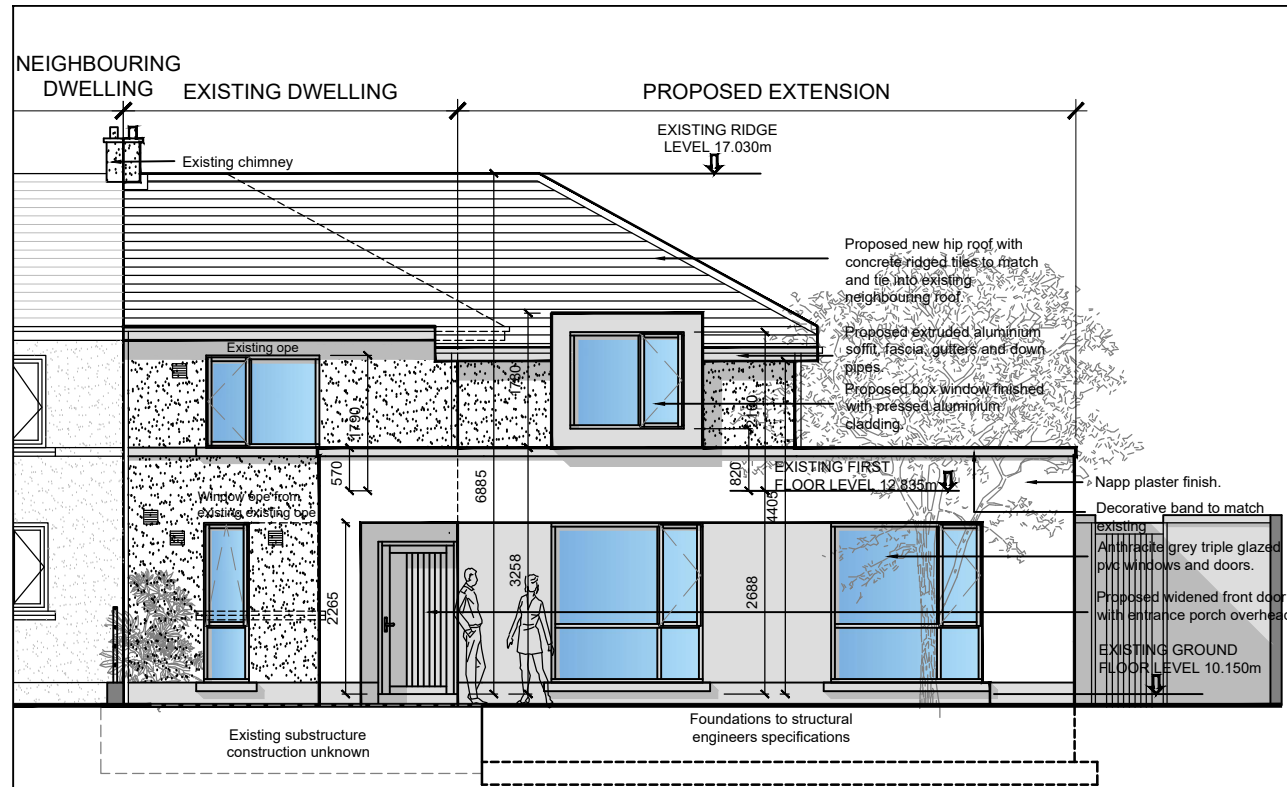 NEIGHBOURING
DWELLING
EXISTING DWELLING
PROPOSED EXTENSION
EXISTING RIDGE
LEVEL 17.030m
Existing chimney
Proposed new hip roof with
concrete ridged tiles to match
and tie into existing
neighbouring roof.
Proposed extruded aluminium
soffit, fascia, gutters and down
pipes.
Proposed box window finished
with pressed aluminium
cladding.
Existing ope
1790
1780
2160
570
6885
820
4405
EXISTING FIRST
FLOOR LEVEL 12.835m
Window ope from
existing existing ope
Napp plaster finish.
Decorative band to match
existing
Anthracite grey triple glazed
pvc windows and doors.
Proposed widened front door
with entrance porch overhead
2265
3258
2688
EXISTING GROUND
FLOOR LEVEL 10.150m
Existing substructure
construction unknown
Foundations to structural
engineers specifications